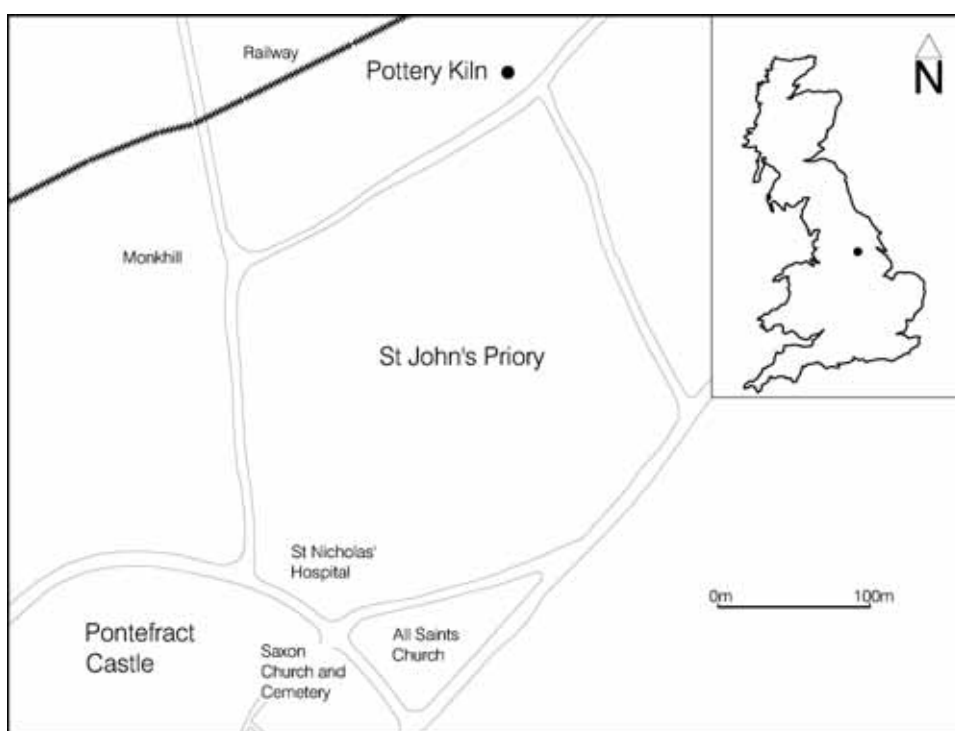 Railway
Pottery Kiln
N
Monkhill
St John's Priory
St Nicholas'
Hospital
0m
100m
Pontefract
Castle
Saxon
Church and
Cemetery
All Saints
Church